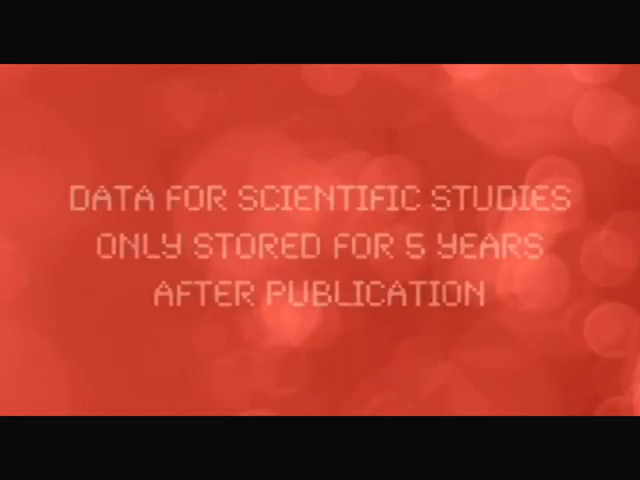 DATA FOR SCIENTIFIC STUDIES
ONLY STORED FOR 5 YEARS
AFTER PUBLICATION